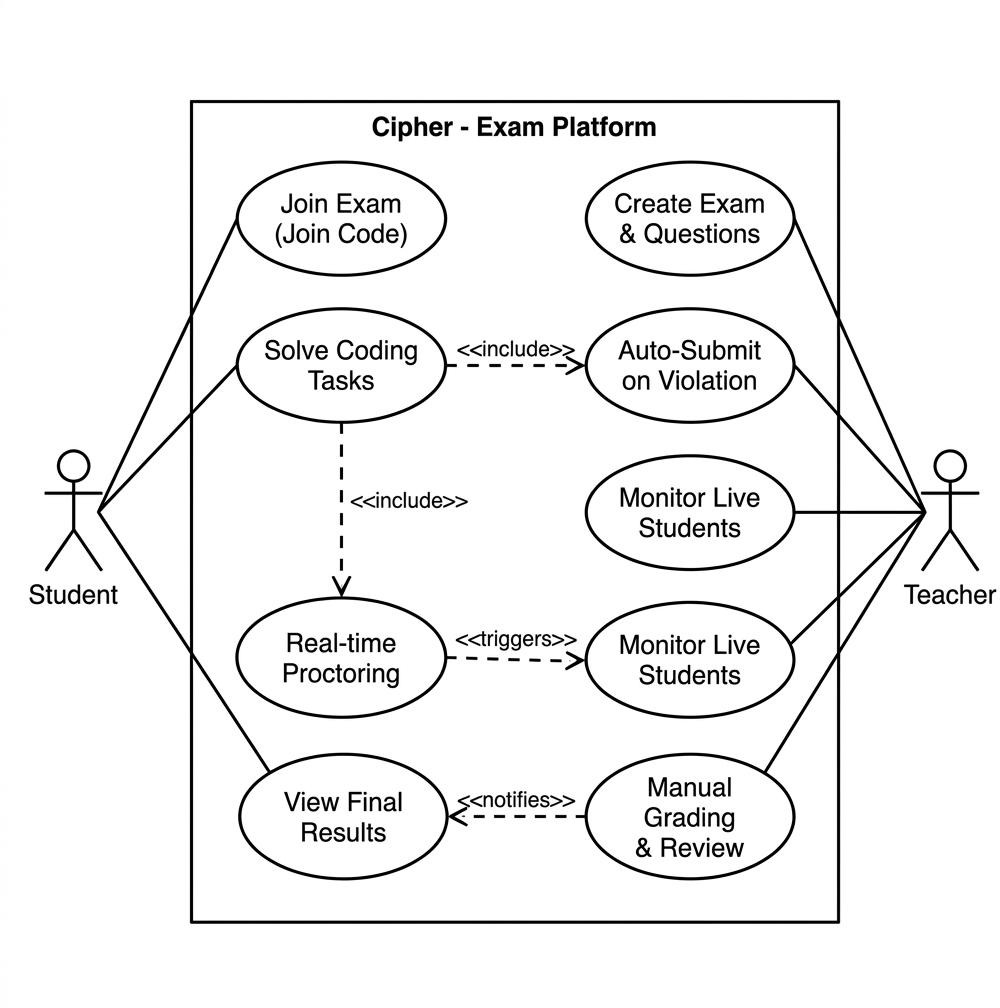 Cipher - Exam Platform
Join Exam
(Join Code)
Create Exam
& Questions
Solve Coding
Tasks
<<include>>
Auto-Submit
on Violation
<<include>>
Monitor Live
Students
Student
Teacher
Real-time
Proctoring
<<triggers>>
Monitor Live
Students
View Final
Results
<<notifies>>
Manual
Grading
& Review